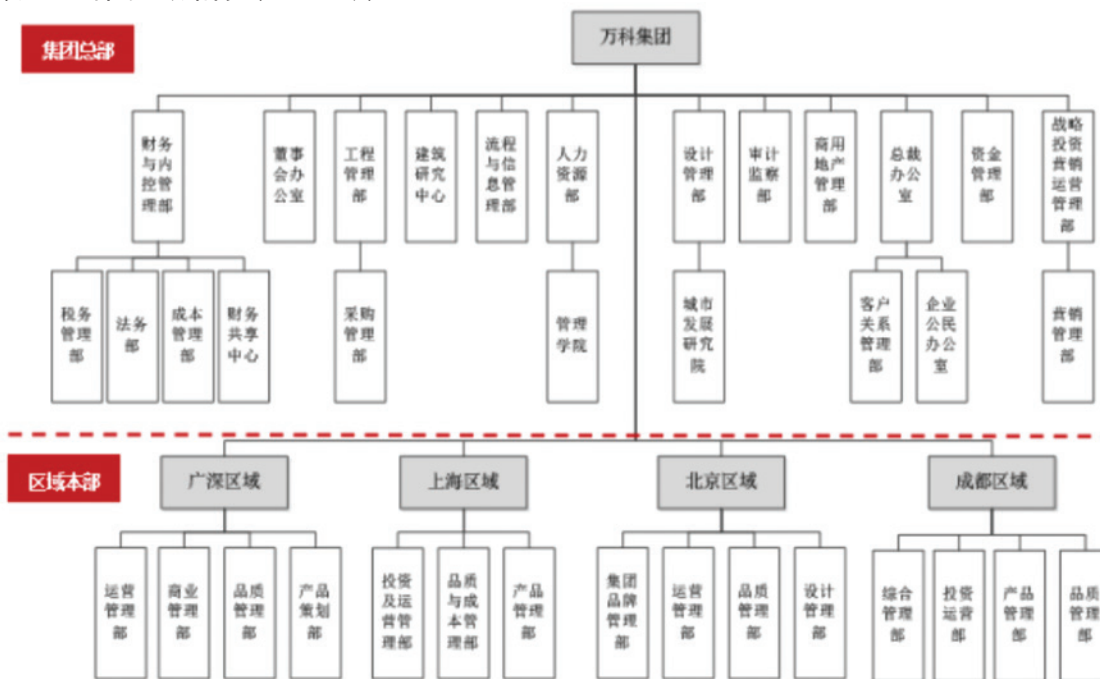 集团总部
万科集团
财务
与内
控管
理部
董事
会办
公室
工程
管理
部
建筑
研究
中心
流程
与信
息管
理部
人力
资源
部
设计
管理
部
审计
监察
部
商用
地产
管理
部
总裁
办公
室
资金
管理
部
战略
投资
营销
运营
管理
部
税务
管理
部
法务
部
成本
管理
部
财务
共享
中心
采购
管理
部
管理
学院
城市
发展
研究
院
客户
关系
管理
部
企业
公民
办公
室
营销
管理
部
区域本部
广深区域
上海区域
北京区域
成都区域
运营
管理
部
商业
管理
部
品质
管理
部
产品
策划
部
投资
及运
营管
理部
品质
与成
本管
理部
产品
管理
部
集团
品牌
管理
部
运营
管理
部
品质
管理
部
设计
管理
部
综合
管理
部
投资
运营
部
产品
管理
部
品质
管理
部